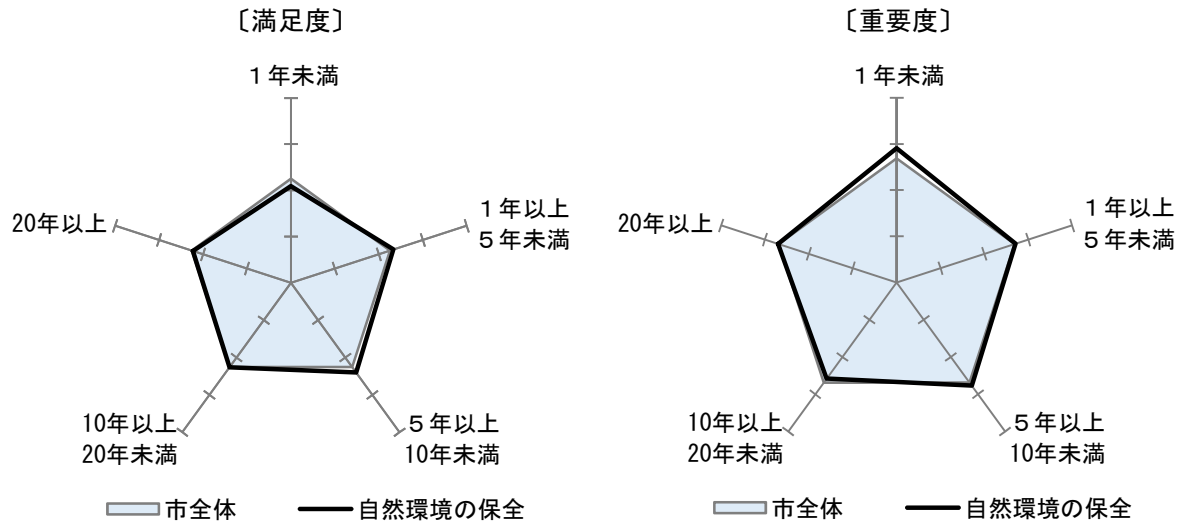 〔満足度〕
１年未満
１年以上
５年未満
５年以上
10年未満
10年以上
20年未満
20年以上
市全体
自然環境の保全
〔重要度〕
１年未満
１年以上
５年未満
５年以上
10年未満
10年以上
20年未満
20年以上
市全体
自然環境の保全